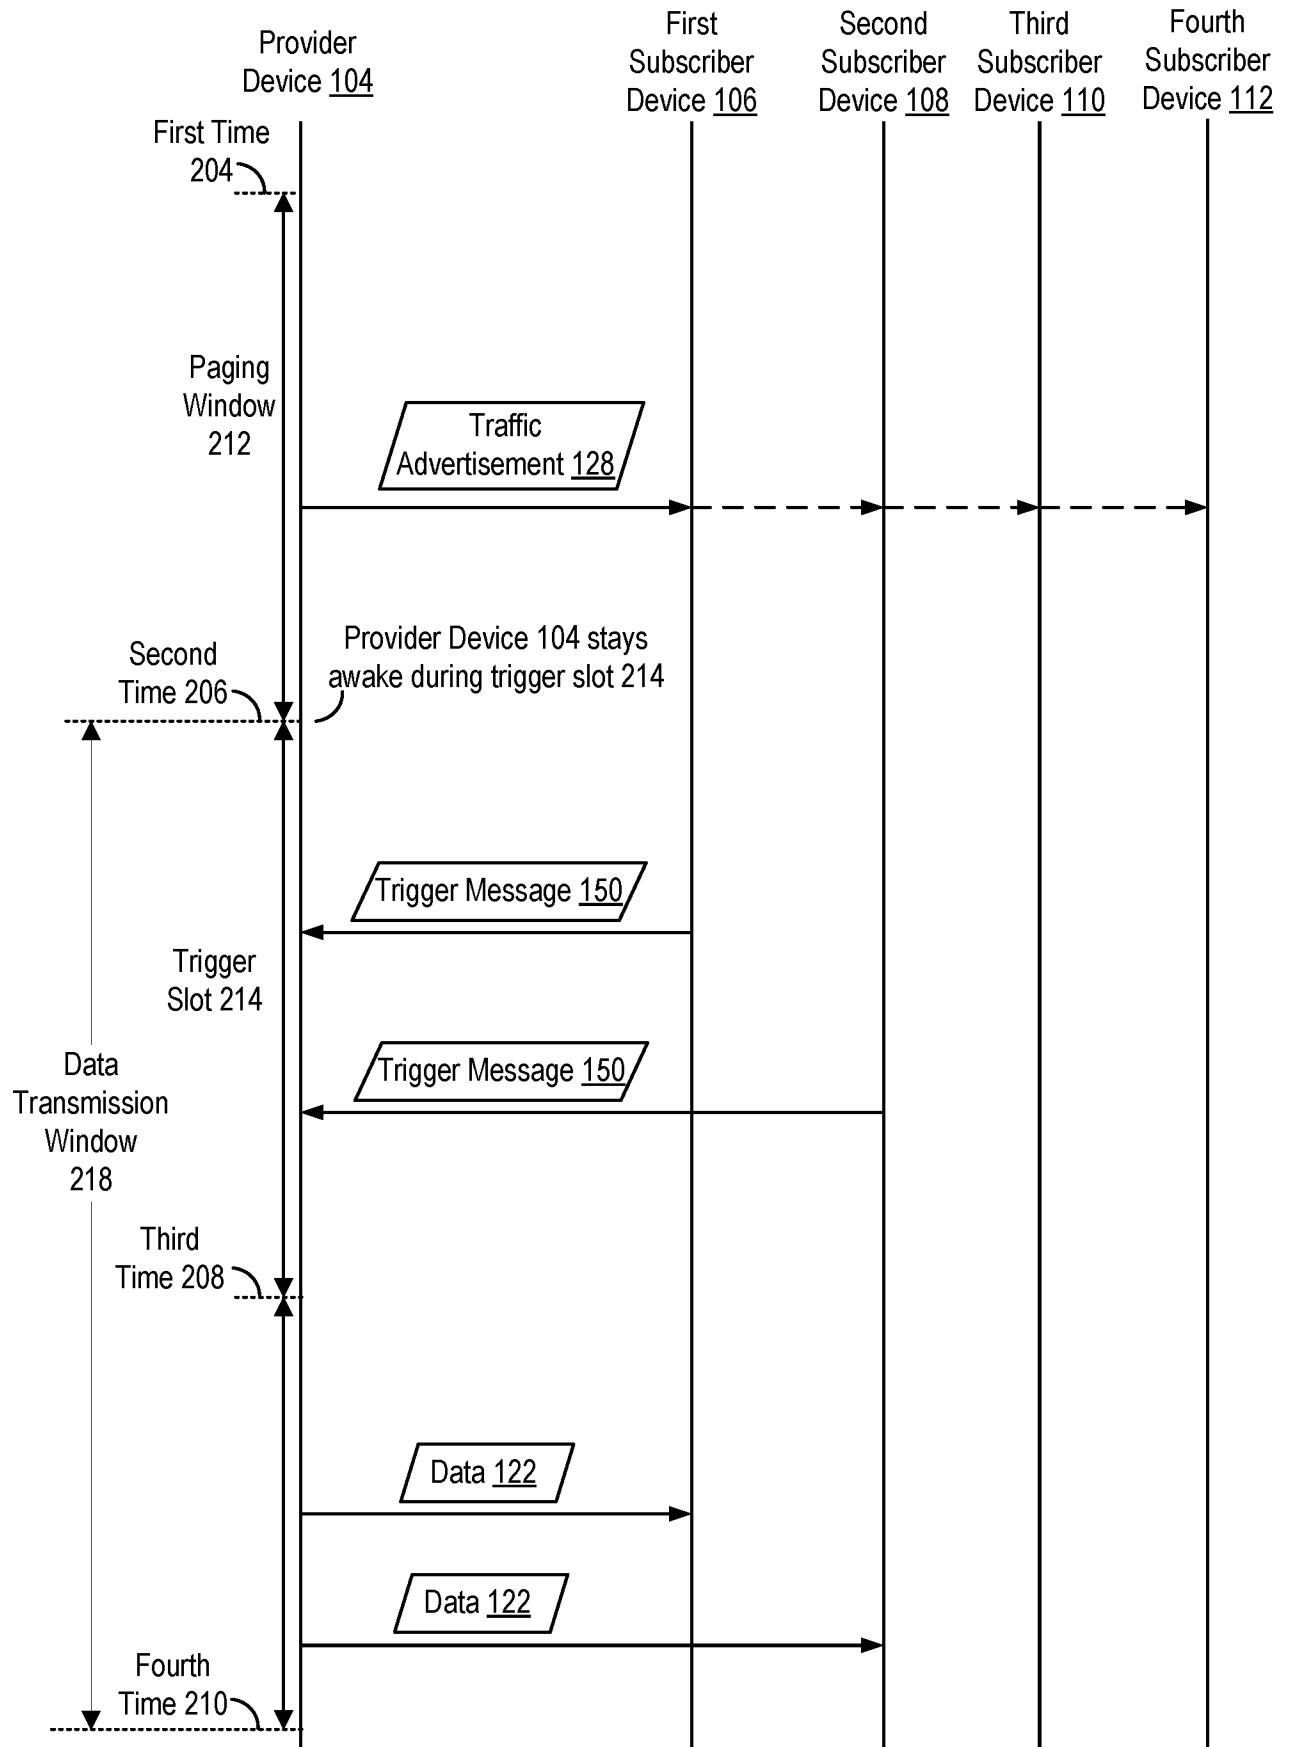 Provider
Device 104
First
Subscriber
Device 106
Second
Subscriber
Device 108
Third
Subscriber
Device 110
Fourth
Subscriber
Device 112
First Time
204
Paging
Window
212
Traffic
Advertisement 128
Second
Time 206
Provider Device 104 stays
awake during trigger slot 214
Trigger Message 150
Trigger
Slot 214
Trigger Message 150
Data
Transmission
Window
218
Third
Time 208
Data 122
Data 122
Fourth
Time 210